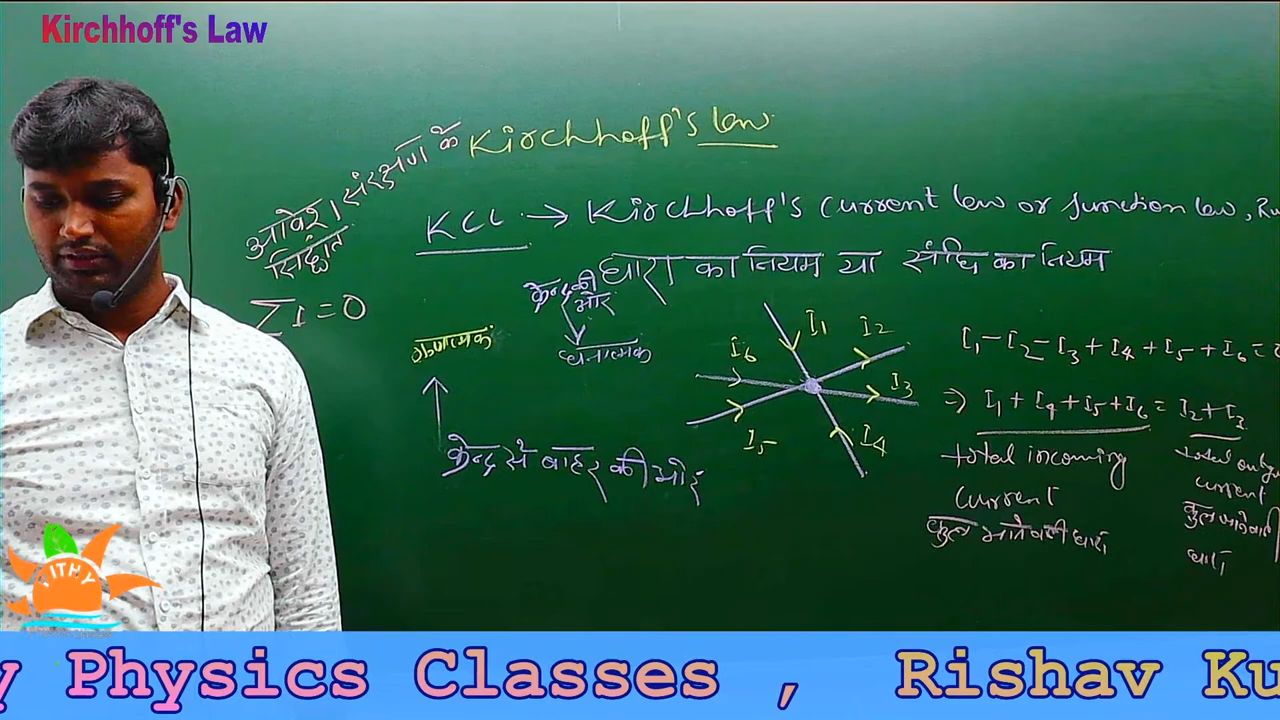 Kirchhoff's Law
Kirchhoff's law
आवेश संरक्षण के
सिद्धांत
ΣI = 0
KCL → Kirchhoff's current law or junction law,
धारा का नियम या संधि का नियम
केन्द्र की
ओर
धनात्मक
ऋणात्मक
केन्द्र से बाहर की ओर
I₁
I₂
I₆
I₃
I₅
I₄
I₁-I₂-I₃+I₄+I₅+I₆=0
⇒ I₁+I₄+I₅+I₆=I₂+I₃
total incoming
current
कुल आने वाली धारा
total
current
कुल जाने वाली
धारा
PITHY
y Physics Classes , Rishav Ku